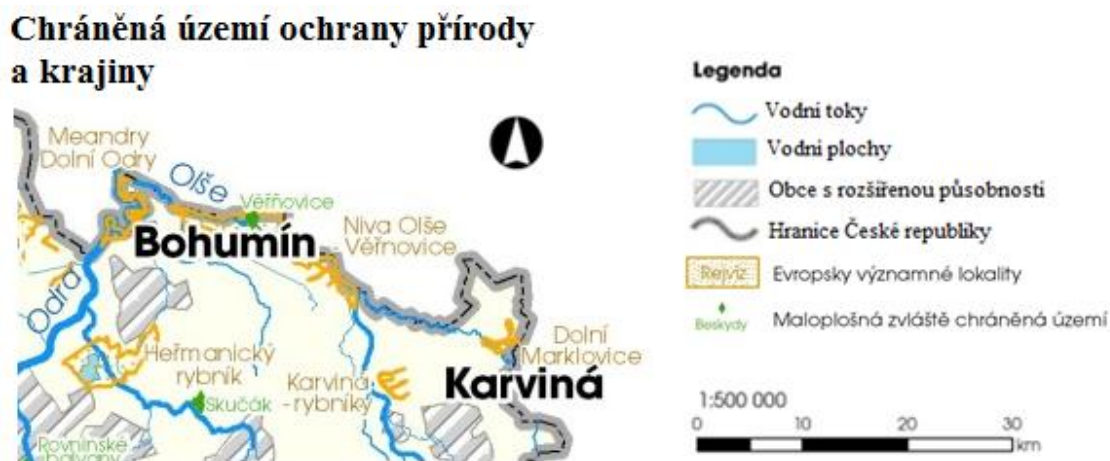 Chráněná území ochrany přírody
a krajiny
Meandry
Dolní Odry
Olše
Věřňovice
Bohumín
Niva Olše
Věřňovice
Odra
Heřmanický
rybník
Skučák
Karviná
-rybníky
Dolní
Marklovice
Karviná
Rovninské
balvany
Legenda
Vodní toky
Vodní plochy
Obce s rozšířenou působností
Hranice České republiky
Rejvíz
Evropsky významné lokality
Beskydy
Maloplošná zvláště chráněná území
1:500 000
0 10 20 30
km